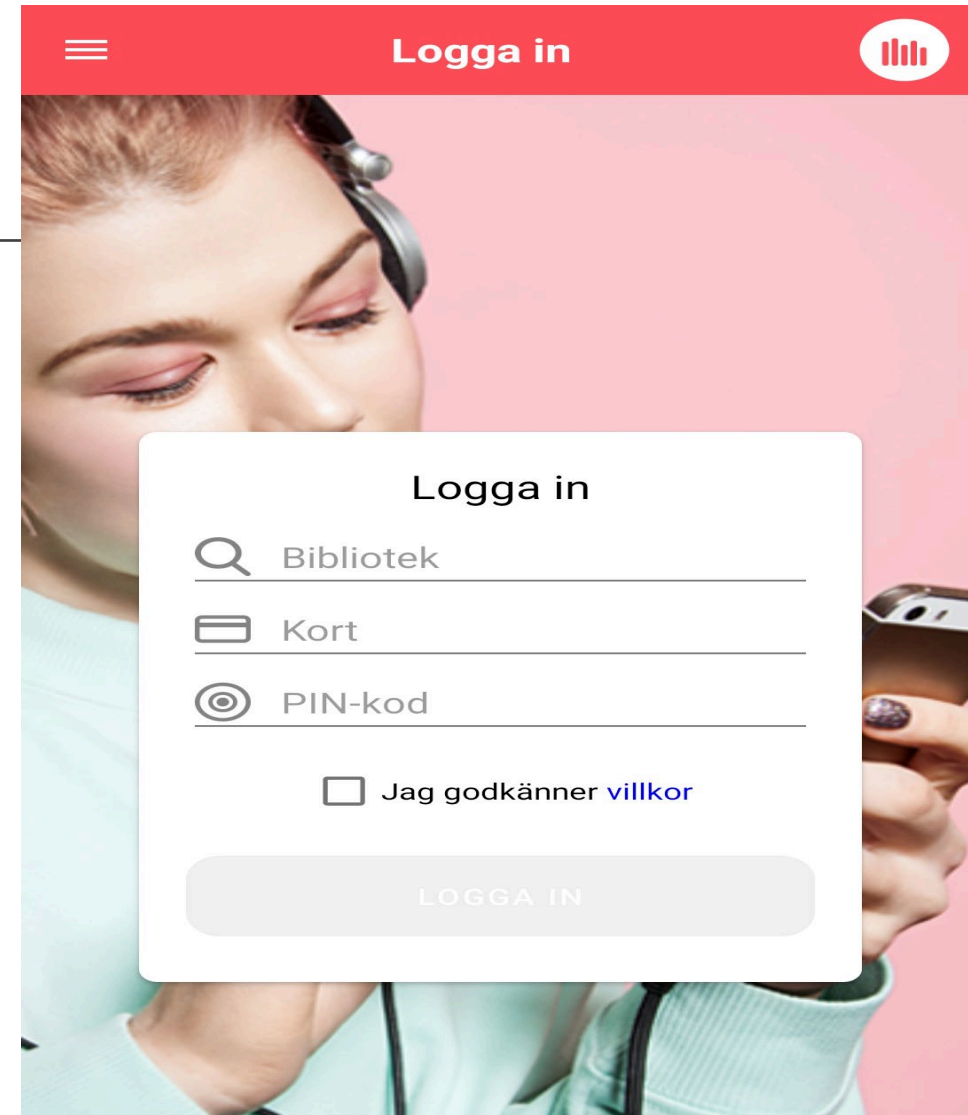 Logga in
Logga in
Bibliotek
Kort
PIN-kod
Jag godkänner villkor
LOGGA IN